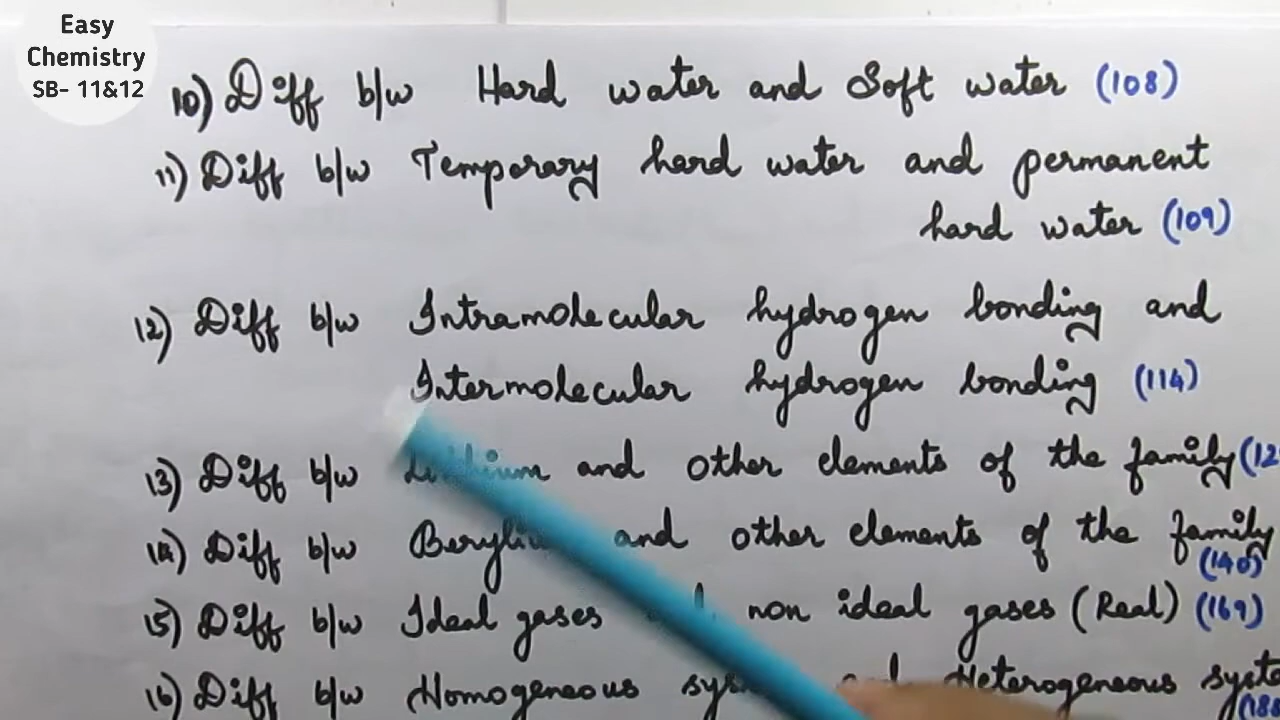 Easy
Chemistry
SB- 11&12
10) Diff b/w Hard water and Soft water (108)
11) Diff b/w Temporary hard water and permanent
hard water (109)
12) Diff b/w Intramolecular hydrogen bonding and
Intermolecular hydrogen bonding (114)
13) Diff b/w Lithium and other elements of the family (12
14) Diff b/w and other elements of the family
(140)
15) Diff b/w Ideal gases non ideal gases (Real) (169)
16) Diff b/w Homogeneous and Heterogeneous